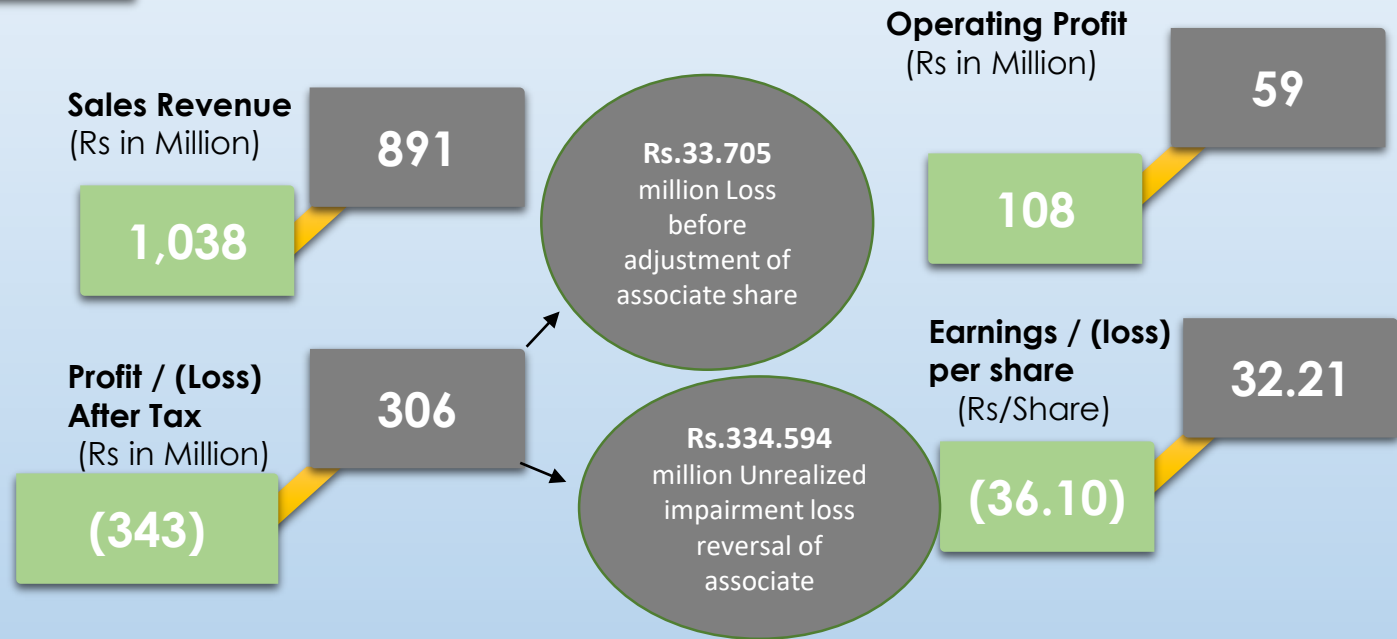 Sales Revenue
(Rs in Million)
891
1,038
Profit / (Loss)
After Tax
(Rs in Million)
306
(343)
Rs.33.705
million Loss
before
adjustment of
associate share
Rs.334.594
million Unrealized
impairment loss
reversal of
associate
Operating Profit
(Rs in Million)
59
108
Earnings / (loss)
per share
(Rs/Share)
32.21
(36.10)